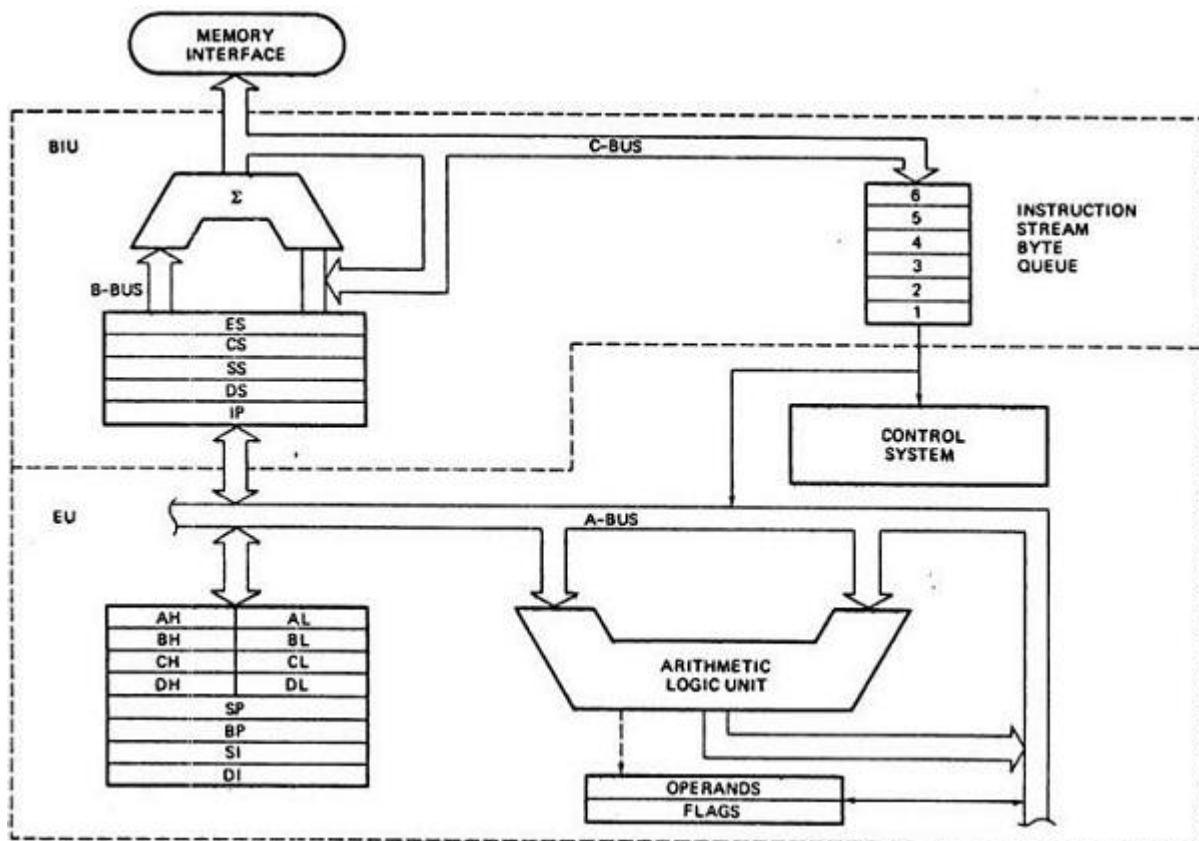 MEMORY
INTERFACE
BIU
C-BUS
Σ
6
5
4
3
2
1
INSTRUCTION
STREAM
BYTE
QUEUE
B-BUS
ES
CS
SS
DS
IP
CONTROL
SYSTEM
EU
A-BUS
AH AL
BH BL
CH CL
DH DL
SP
BP
SI
DI
ARITHMETIC
LOGIC UNIT
OPERANDS
FLAGS